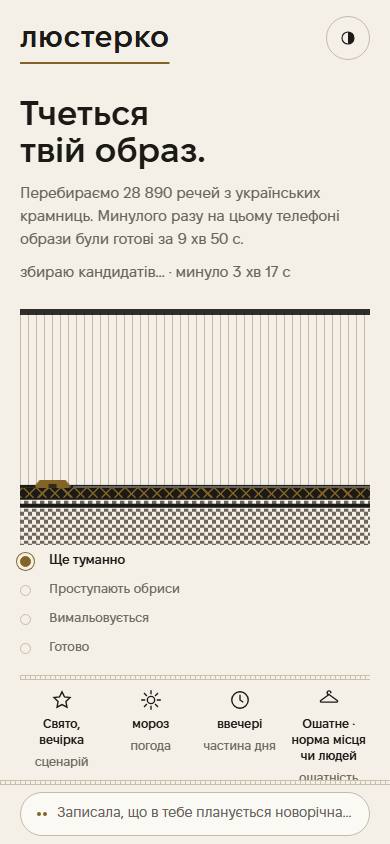 люстерко
Тчеться
твій образ.
Перебираємо 28 890 речей з українських
крамниць. Минулого разу на цьому телефоні
образи були готові за 9 хв 50 с.
збираю кандидатів... · минуло 3 хв 17 с
Ще туманно
Проступають обриси
Вимальовується
Готово
Свято,
вечірка
сценарій
мороз
погода
ввечері
частина дня
Ошатне ·
норма місця
чи людей
ошатність
Записала, що в тебе планується новорічна...